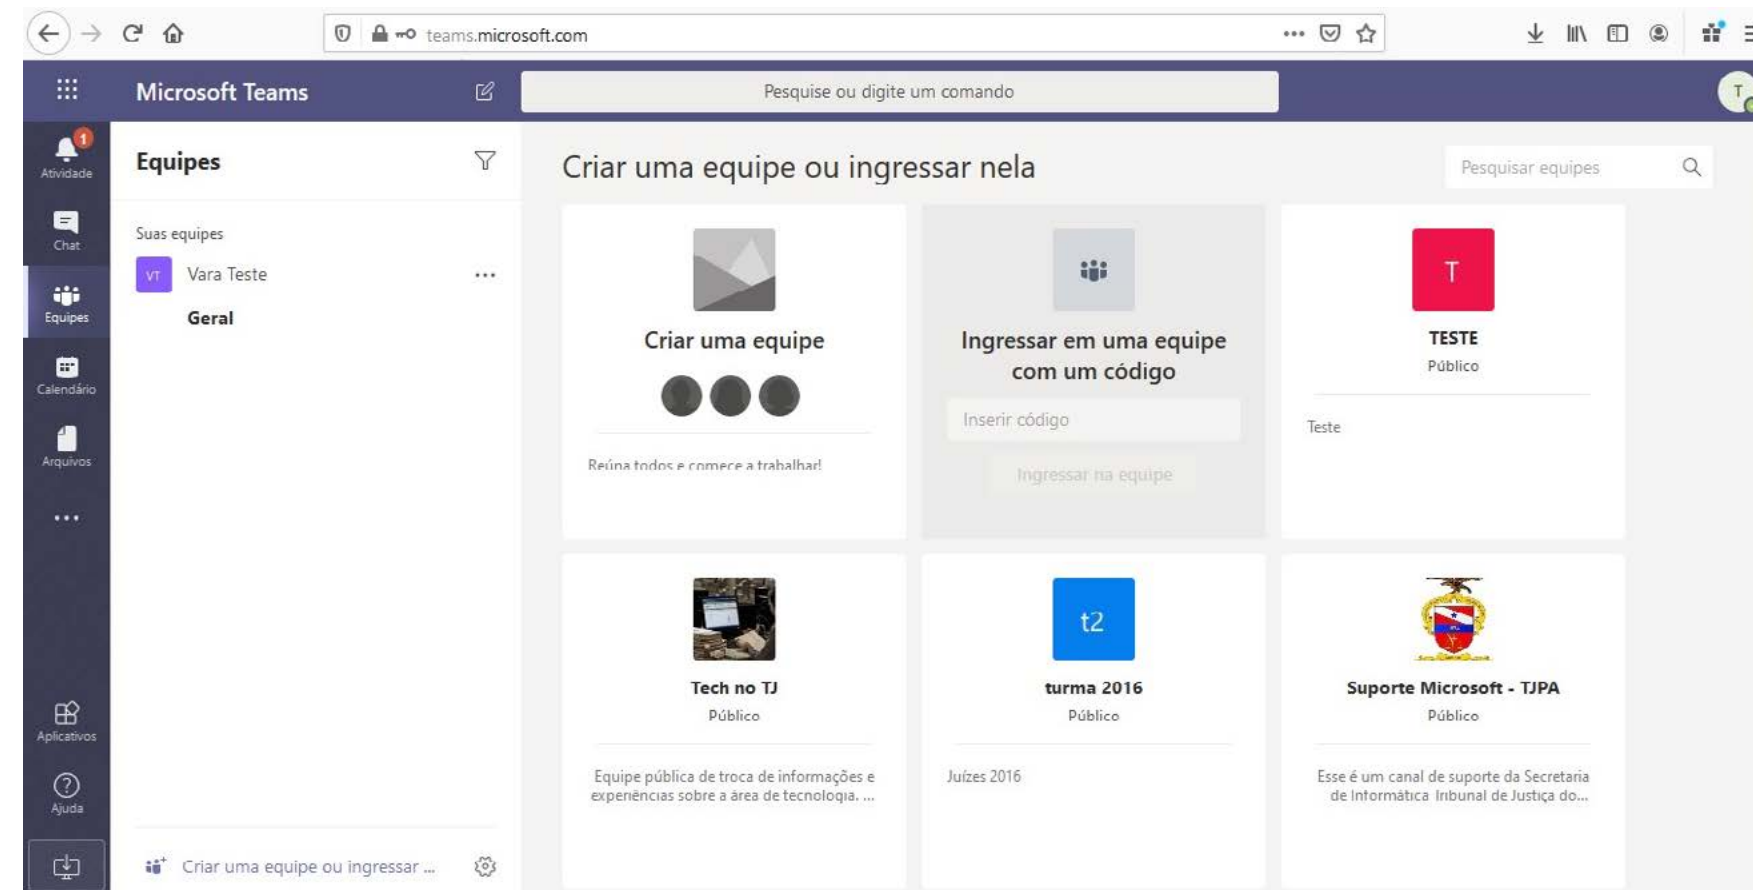 teams.microsoft.com
Microsoft Teams
Pesquise ou digite um comando
T
1
Atividade
Chat
Equipes
Calendário
Arquivos
Aplicativos
Ajuda
Equipes
Suas equipes
VT Vara Teste
Geral
Criar uma equipe ou ingressar ...
Criar uma equipe ou ingressar nela
Pesquisar equipes
Criar uma equipe
Reúna todos e comece a trabalhar!
Ingressar em uma equipe
com um código
Inserir código
Ingressar na equipe
T
TESTE
Público
Teste
Tech no TJ
Público
Equipe pública de troca de informações e
experiências sobre a área de tecnologia. ...
t2
turma 2016
Público
Juízes 2016
Suporte Microsoft - TJPA
Público
Esse é um canal de suporte da Secretaria
de Informática Tribunal de Justiça do...